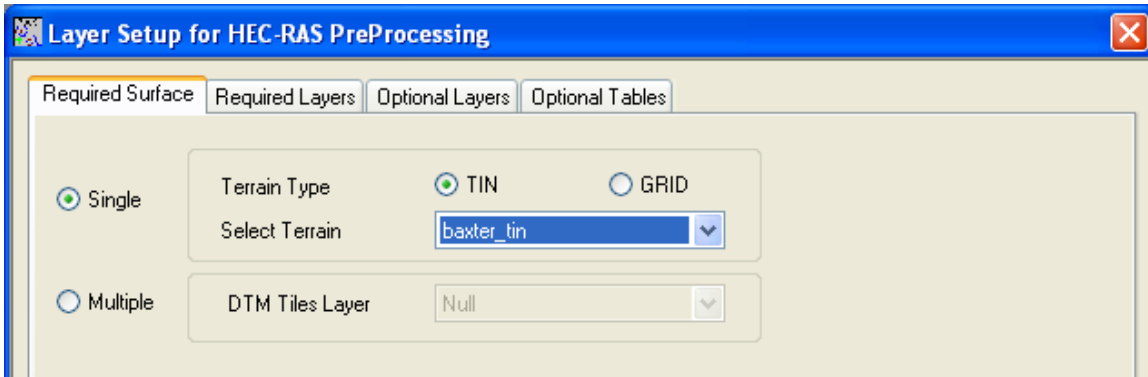 Layer Setup for HEC-RAS PreProcessing
Required Surface Required Layers Optional Layers Optional Tables
Single
Terrain Type TIN GRID
Select Terrain baxter_tin
Multiple DTM Tiles Layer Null